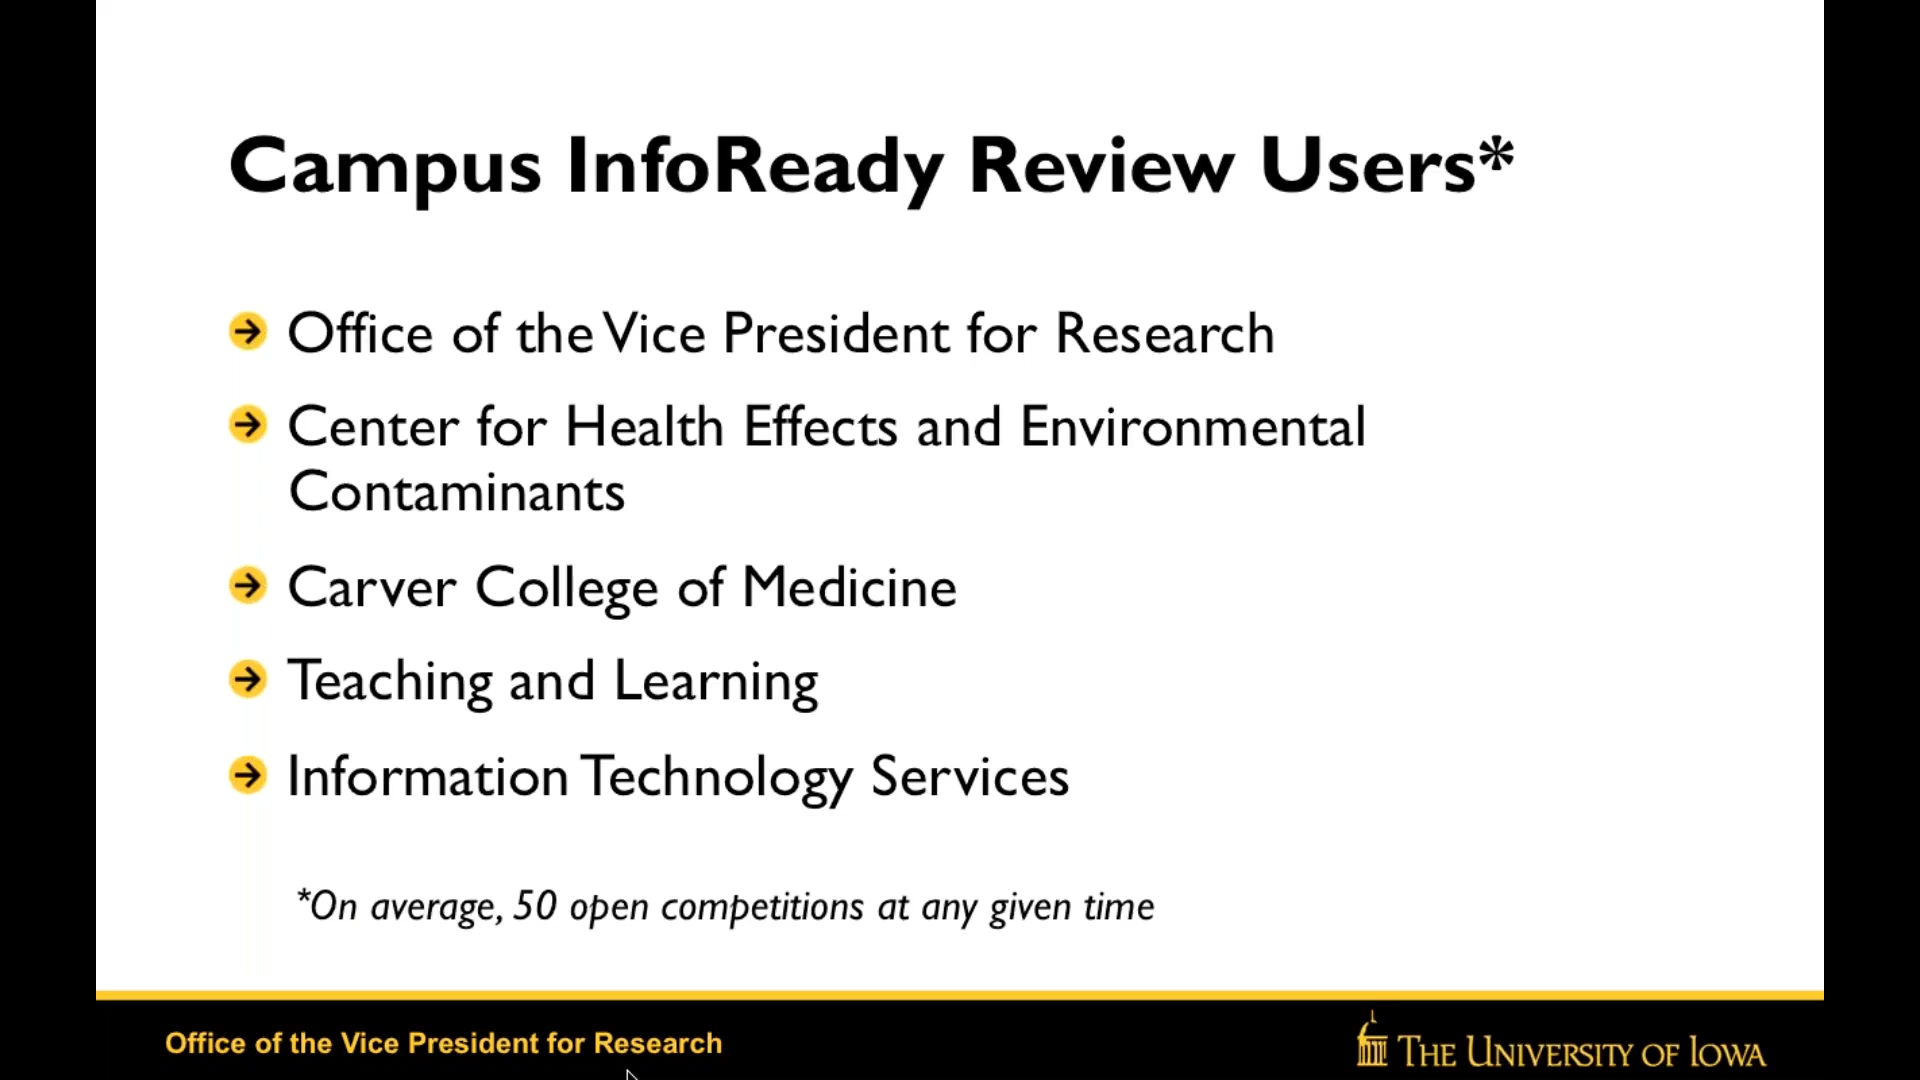 Campus InfoReady Review Users*
Office of the Vice President for Research
Center for Health Effects and Environmental
Contaminants
Carver College of Medicine
Teaching and Learning
Information Technology Services
*On average, 50 open competitions at any given time
Office of the Vice President for Research
THE UNIVERSITY OF IOWA